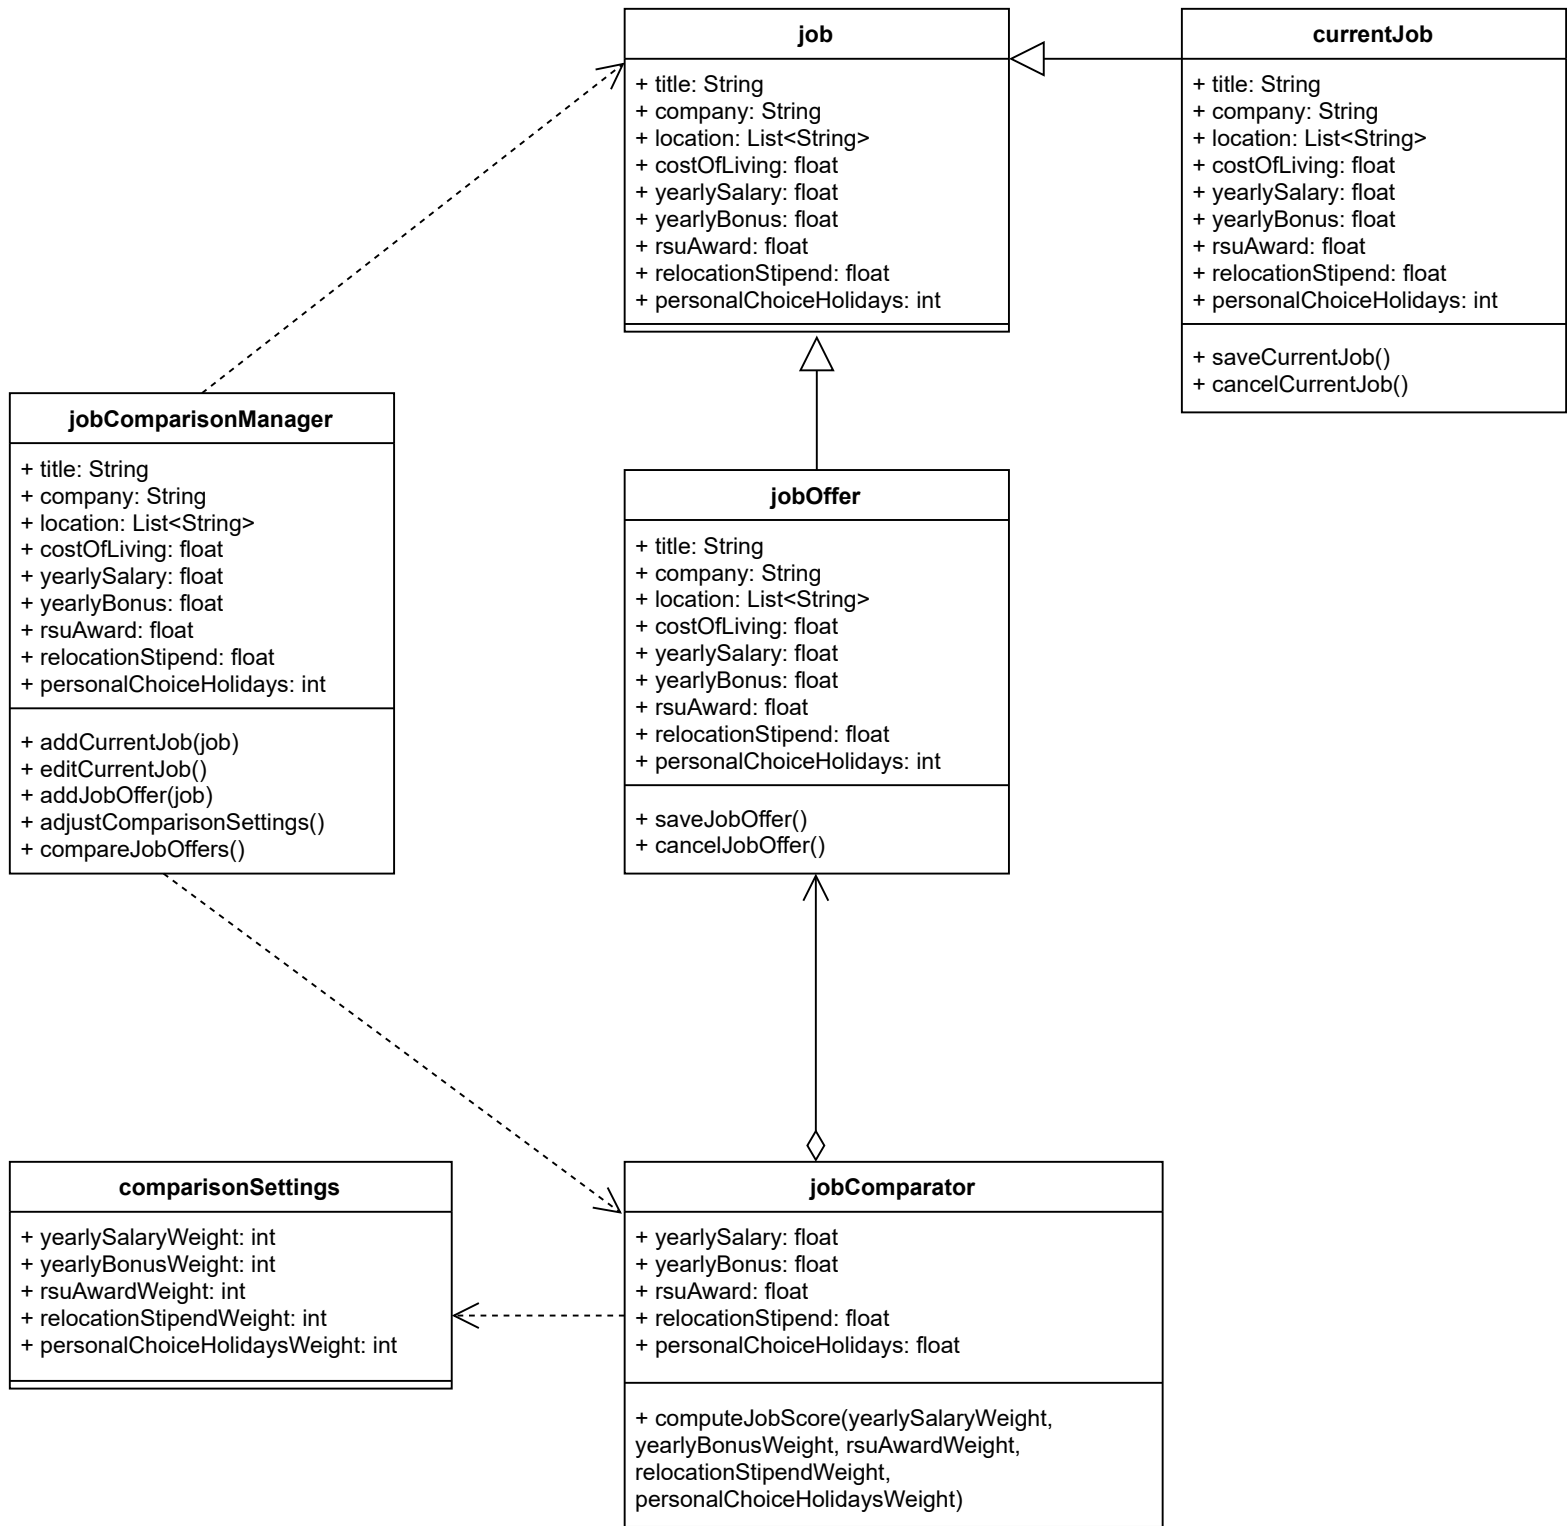 job
+ title: String
+ company: String
+ location: List<String>
+ costOfLiving: float
+ yearlySalary: float
+ yearlyBonus: float
+ rsuAward: float
+ relocationStipend: float
+ personalChoiceHolidays: int
currentJob
+ title: String
+ company: String
+ location: List<String>
+ costOfLiving: float
+ yearlySalary: float
+ yearlyBonus: float
+ rsuAward: float
+ relocationStipend: float
+ personalChoiceHolidays: int
+ saveCurrentJob()
+ cancelCurrentJob()
jobComparisonManager
+ title: String
+ company: String
+ location: List<String>
+ costOfLiving: float
+ yearlySalary: float
+ yearlyBonus: float
+ rsuAward: float
+ relocationStipend: float
+ personalChoiceHolidays: int
+ addCurrentJob(job)
+ editCurrentJob()
+ addJobOffer(job)
+ adjustComparisonSettings()
+ compareJobOffers()
jobOffer
+ title: String
+ company: String
+ location: List<String>
+ costOfLiving: float
+ yearlySalary: float
+ yearlyBonus: float
+ rsuAward: float
+ relocationStipend: float
+ personalChoiceHolidays: int
+ saveJobOffer()
+ cancelJobOffer()
comparisonSettings
+ yearlySalaryWeight: int
+ yearlyBonusWeight: int
+ rsuAwardWeight: int
+ relocationStipendWeight: int
+ personalChoiceHolidaysWeight: int
jobComparator
+ yearlySalary: float
+ yearlyBonus: float
+ rsuAward: float
+ relocationStipend: float
+ personalChoiceHolidays: float
+ computeJobScore(yearlySalaryWeight,
yearlyBonusWeight, rsuAwardWeight,
relocationStipendWeight,
personalChoiceHolidaysWeight)